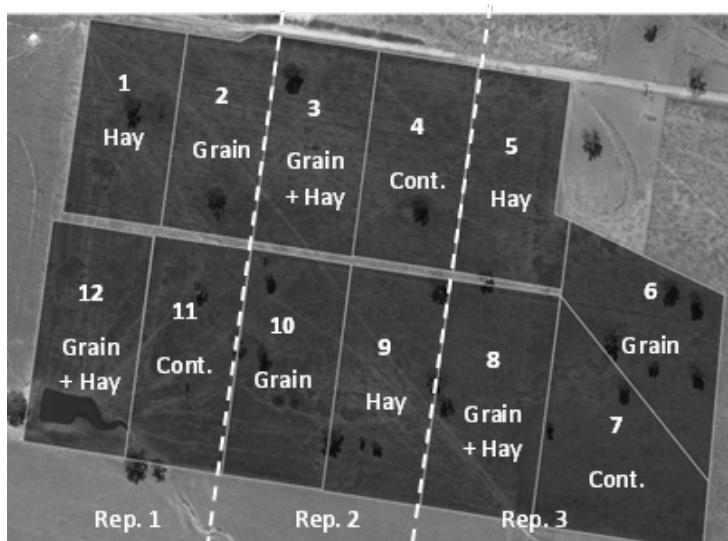 1
Hay
2
Grain
3
Grain
+ Hay
4
Cont.
5
Hay
6
Grain
12
Grain
+ Hay
11
Cont.
10
Grain
9
Hay
8
Grain
+ Hay
7
Cont.
Rep. 1
Rep. 2
Rep. 3